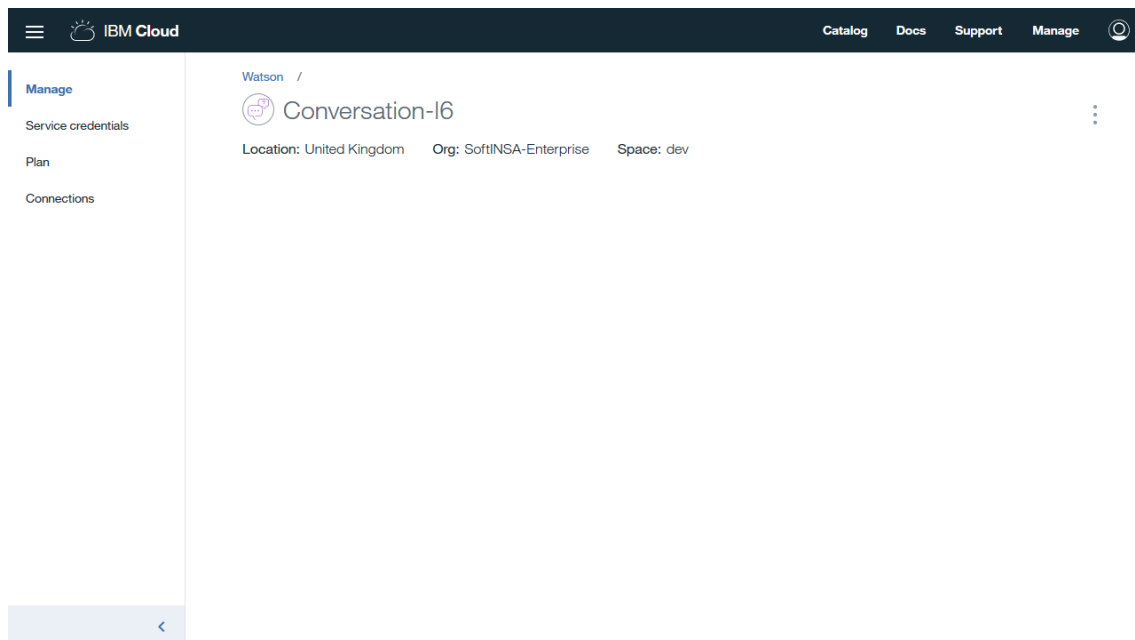 IBM Cloud Catalog Docs Support Manage
Manage
Service credentials
Plan
Connections
Watson /
Conversation-l6
Location: United Kingdom Org: SoftINSA-Enterprise Space: dev